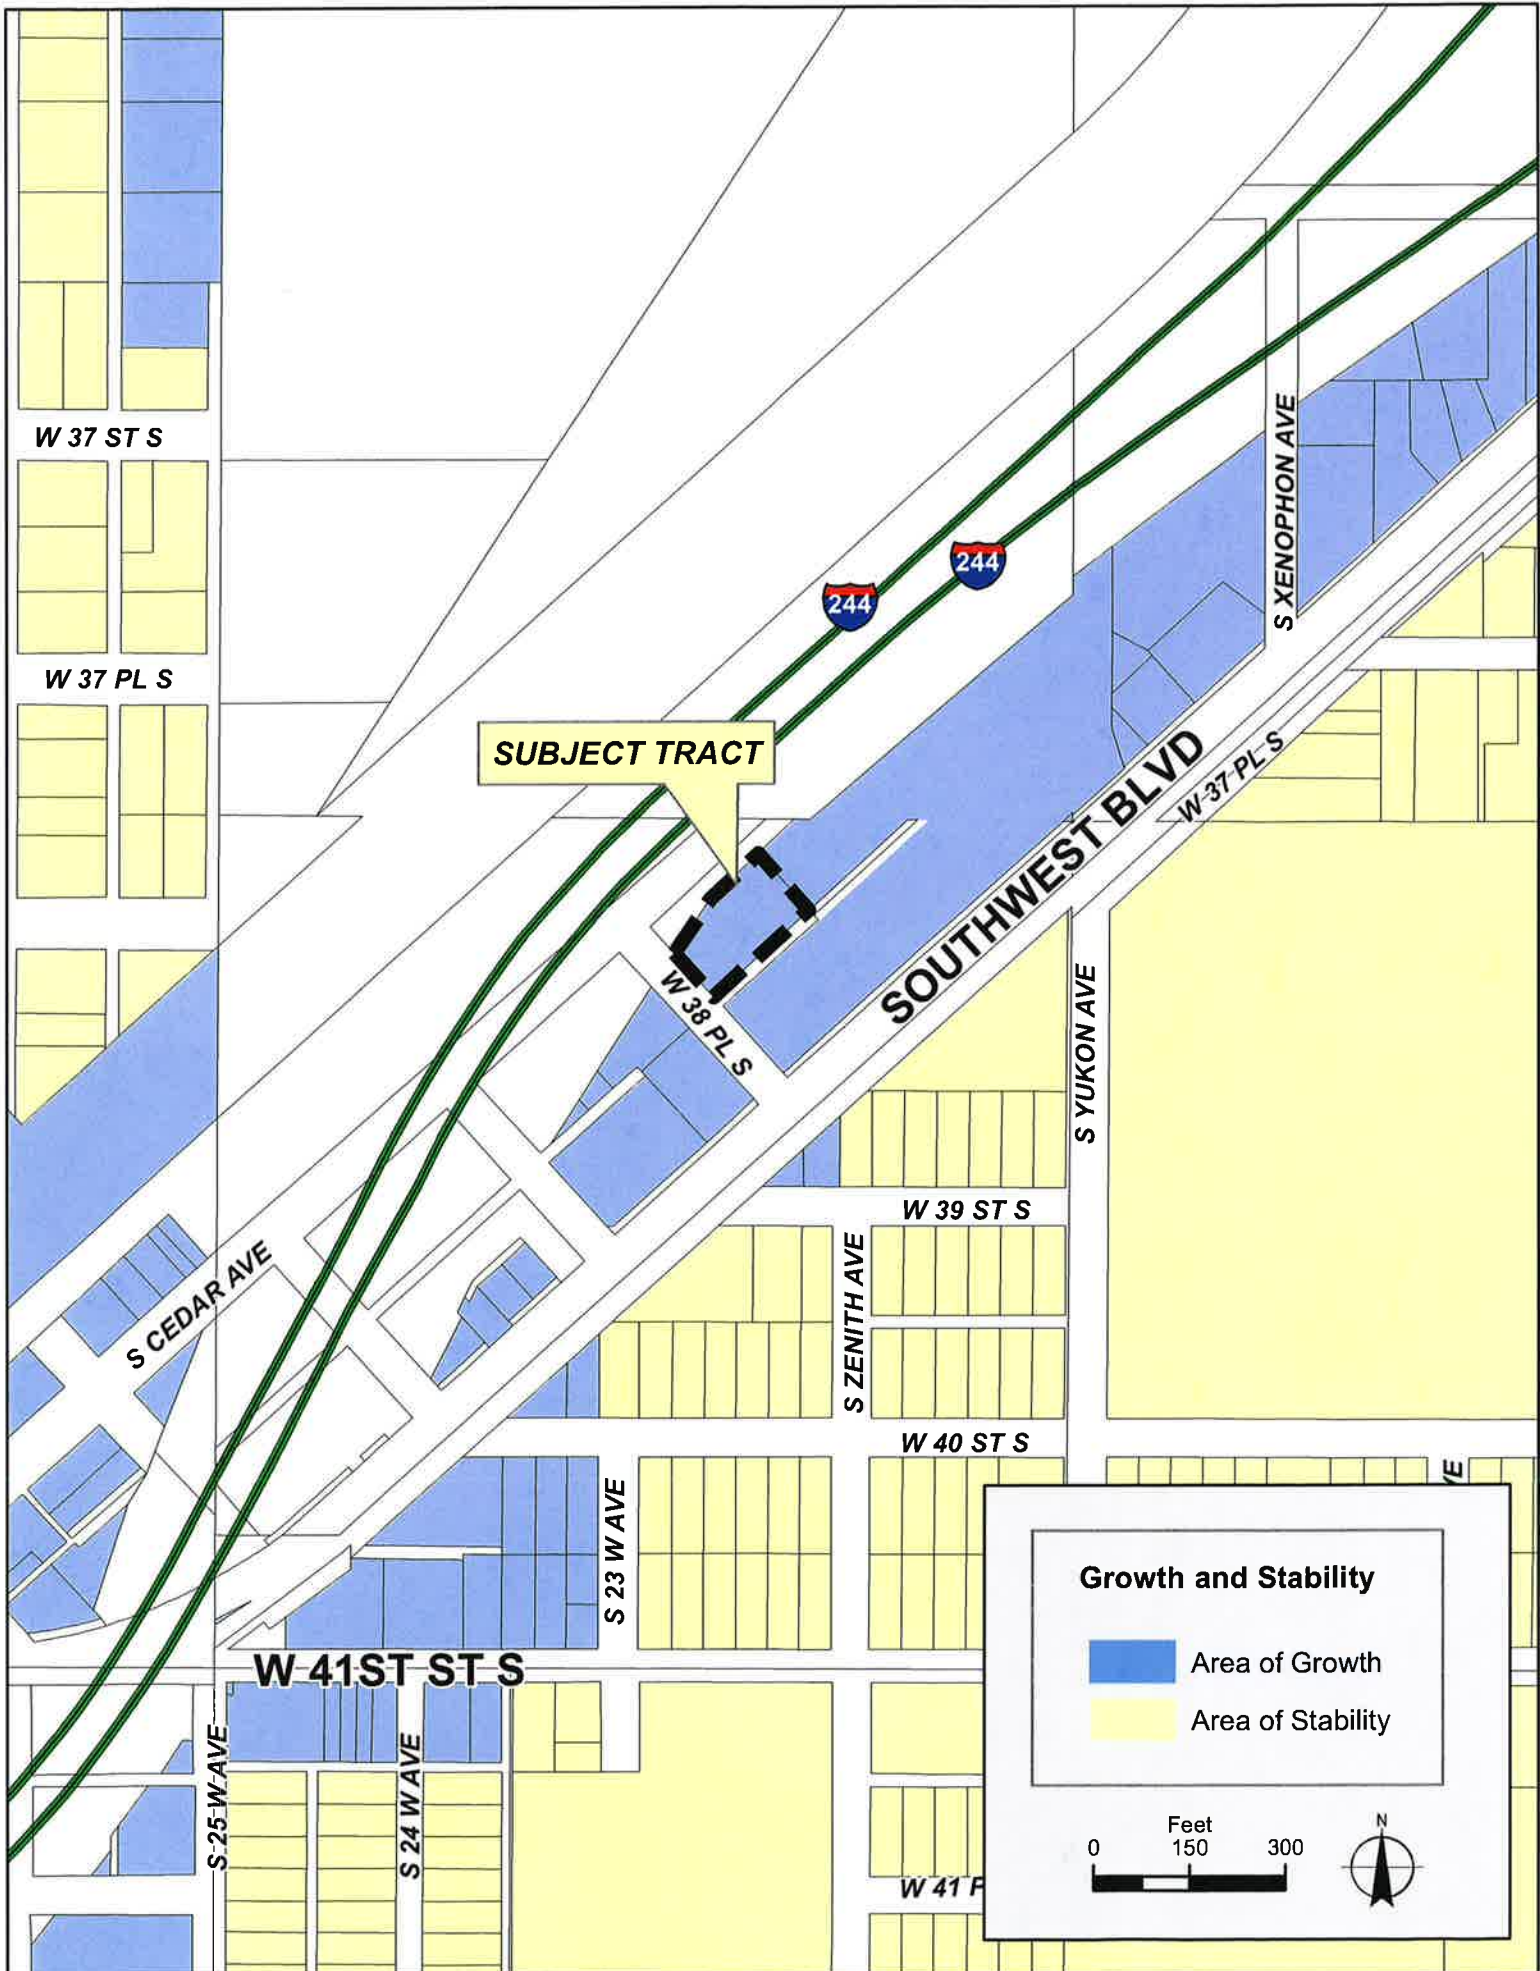 W 37 ST S
S XENOPHON AVE
244
244
W 37 PL S
SUBJECT TRACT
SOUTHWEST BLVD
W 37 PL S
W 38 PL S
S YUKON AVE
W 39 ST S
S ZENITH AVE
S CEDAR AVE
W 40 ST S
VE
S 23 W AVE
Growth and Stability
Area of Growth
Area of Stability
W 41ST ST S
S 25 W AVE
S 24 W AVE
Feet
0 150 300
N
W 41 P